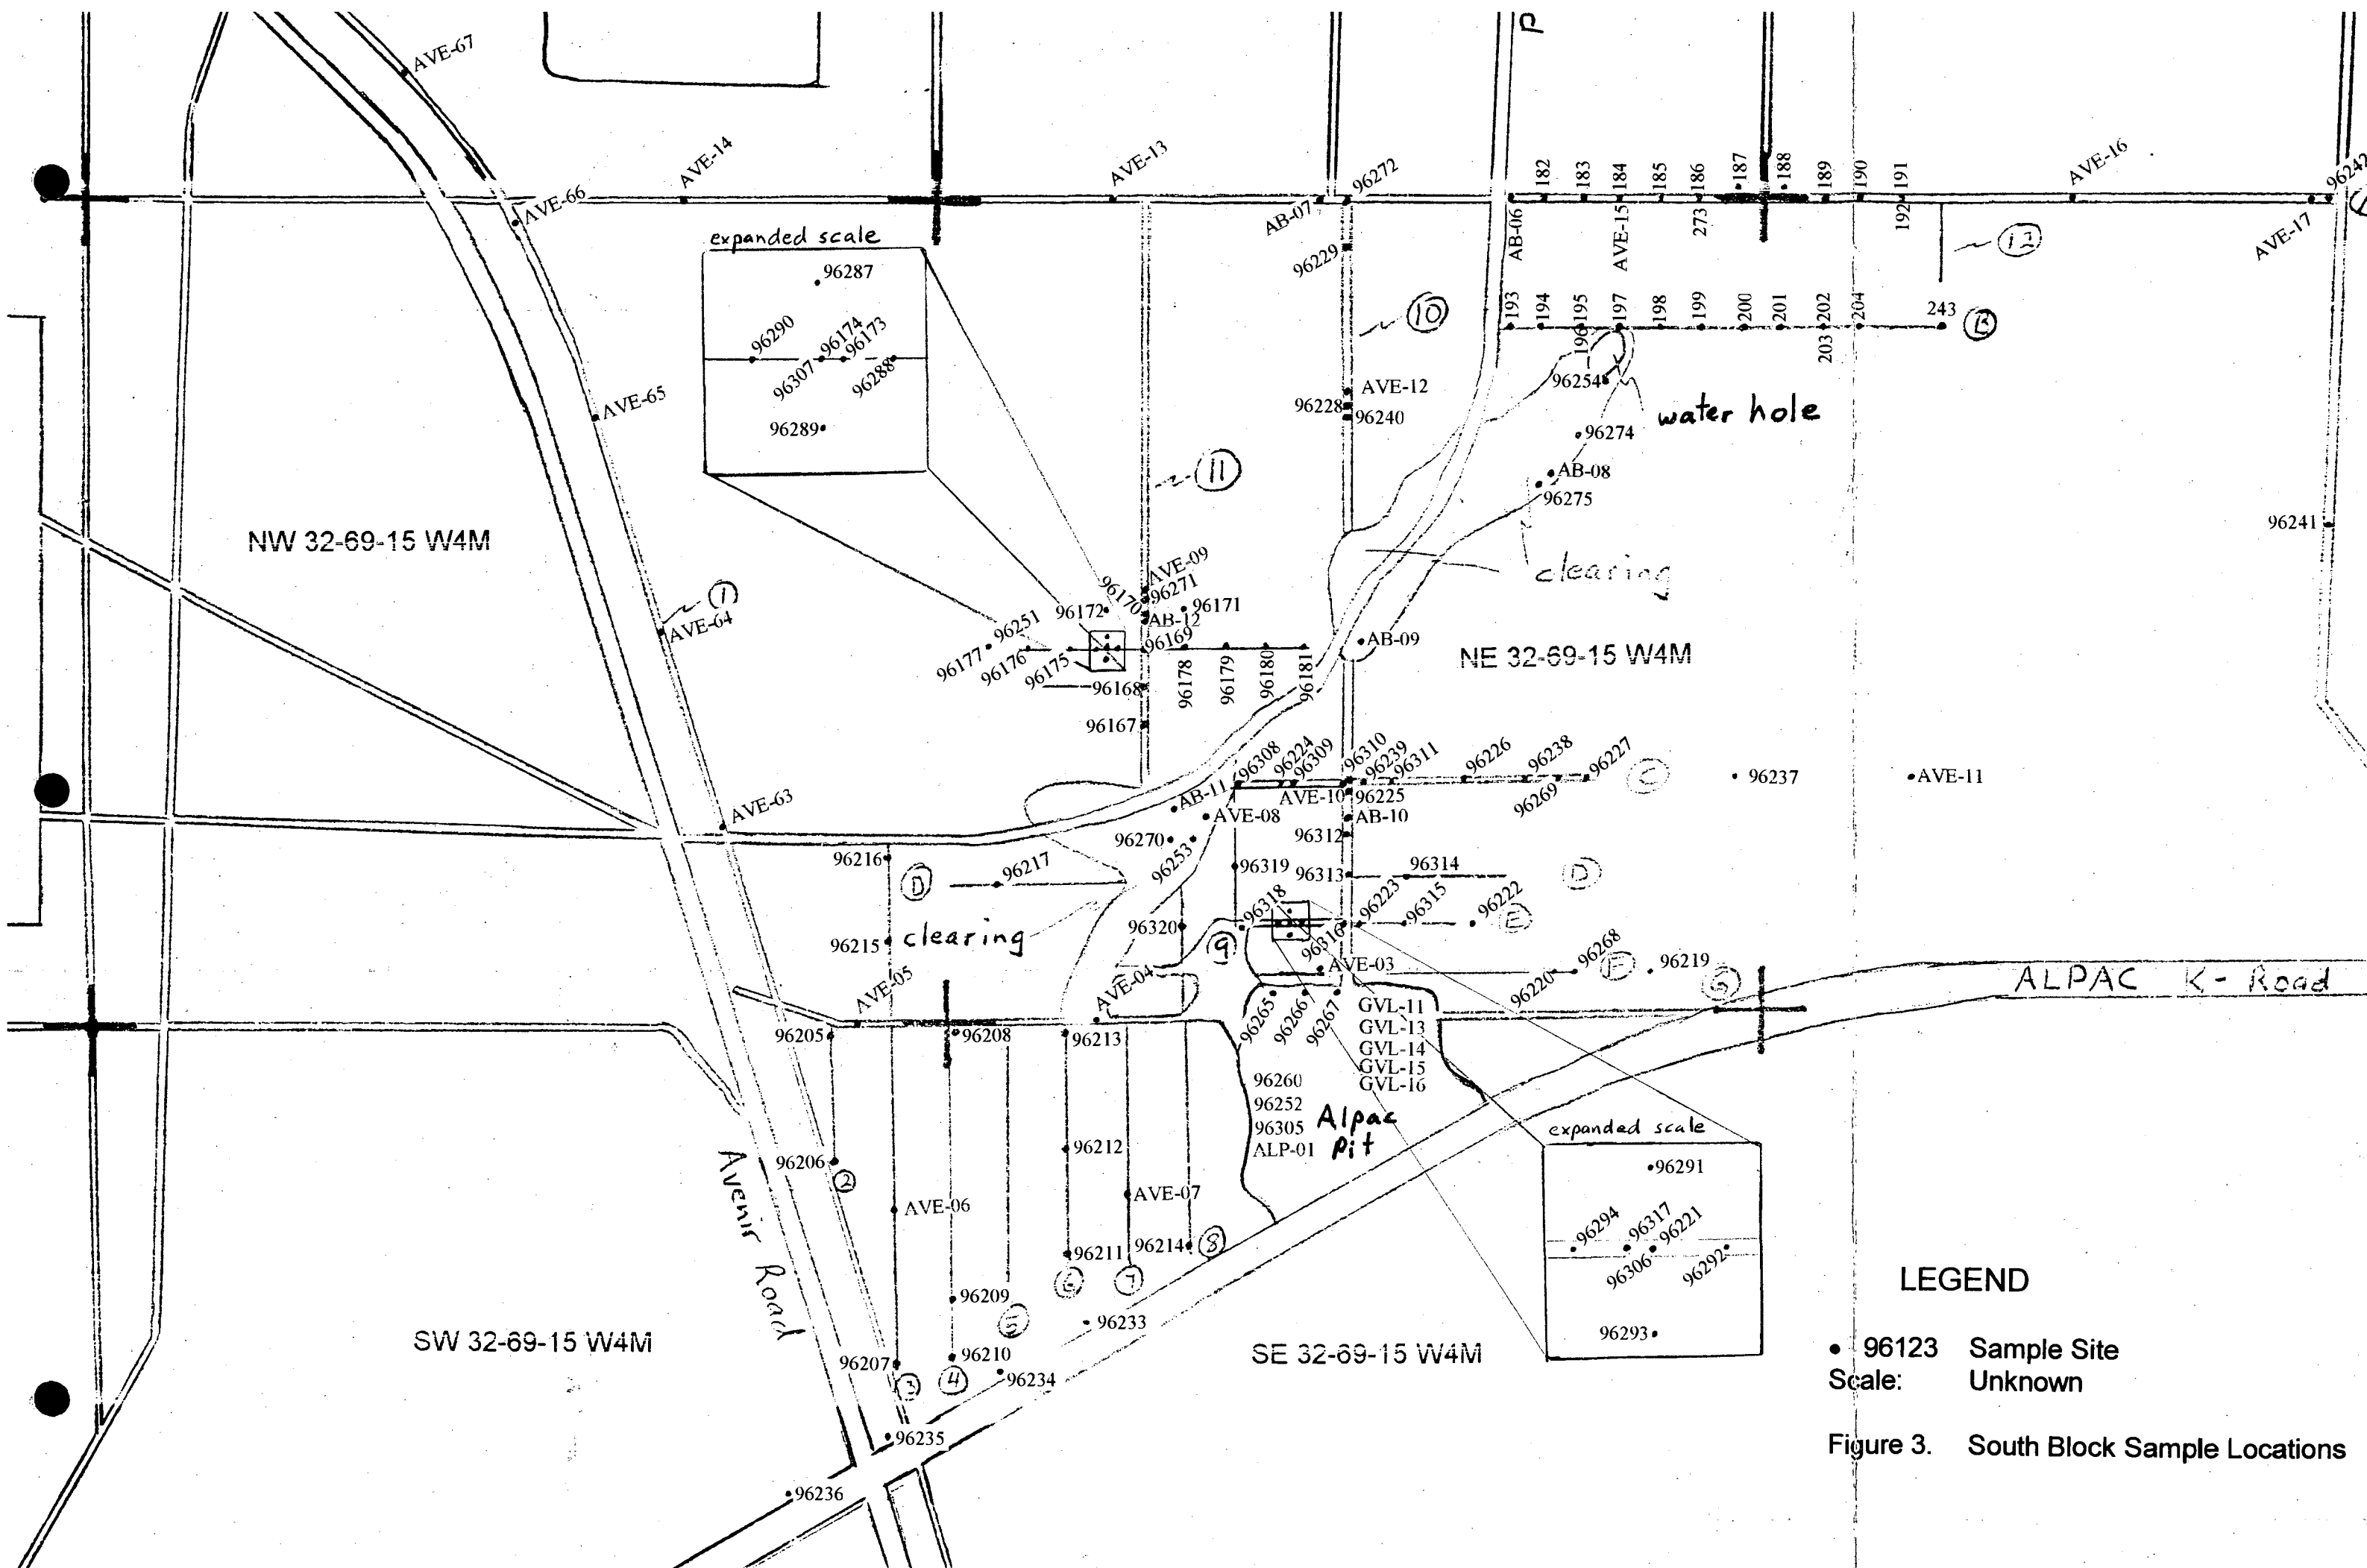 AVE-67
AVE-14
AVE-13
96272
182
183
184
185
186
187
188
189
190
191
AVE-16
96242
AVE-66
AB-07
AB-06
AVE-15
273
192
AVE-17
expanded scale
96287
96290
96174
96173
96307
96288
96289
96229
10
12
193
194
195
196
197
198
199
200
201
202
203
204
243
B
AVE-65
AVE-12
96228
96240
96254
water hole
96274
AB-08
96275
11
96241
NW 32-69-15 W4M
clearing
1
AVE-64
AVE-09
96271
96170
96172
96171
AB-12
96251
96169
96177
96176
96175
96178
96179
96180
96181
AB-09
NE 32-69-15 W4M
96168
96167
96308
96224
96309
96310
96239
96311
96226
96238
96227
C
96237
AVE-11
AVE-63
AB-11
AVE-10
96225
96269
AVE-08
AB-10
96270
96312
96216
96253
D
96217
96319
96313
96314
D
96318
96223
96315
96222
E
96215
clearing
96320
9
96316
96268
F
96219
AVE-05
AVE-04
AVE-03
96220
G
ALPAC K-Road
96205
96208
96213
96265
96266
96267
GVL-11
GVL-13
GVL-14
GVL-15
GVL-16
96260
96252
96305
ALP-01
Alpac
Pit
96206
2
96212
Avenir Road
AVE-06
AVE-07
96211
96214
8
6
7
96209
5
96233
expanded scale
96291
96294
96317
96221
96306
96292
96293
SW 32-69-15 W4M
SE 32-69-15 W4M
96207
96210
3
4
96234
96235
96236
LEGEND
96123 Sample Site
Scale: Unknown
Figure 3. South Block Sample Locations